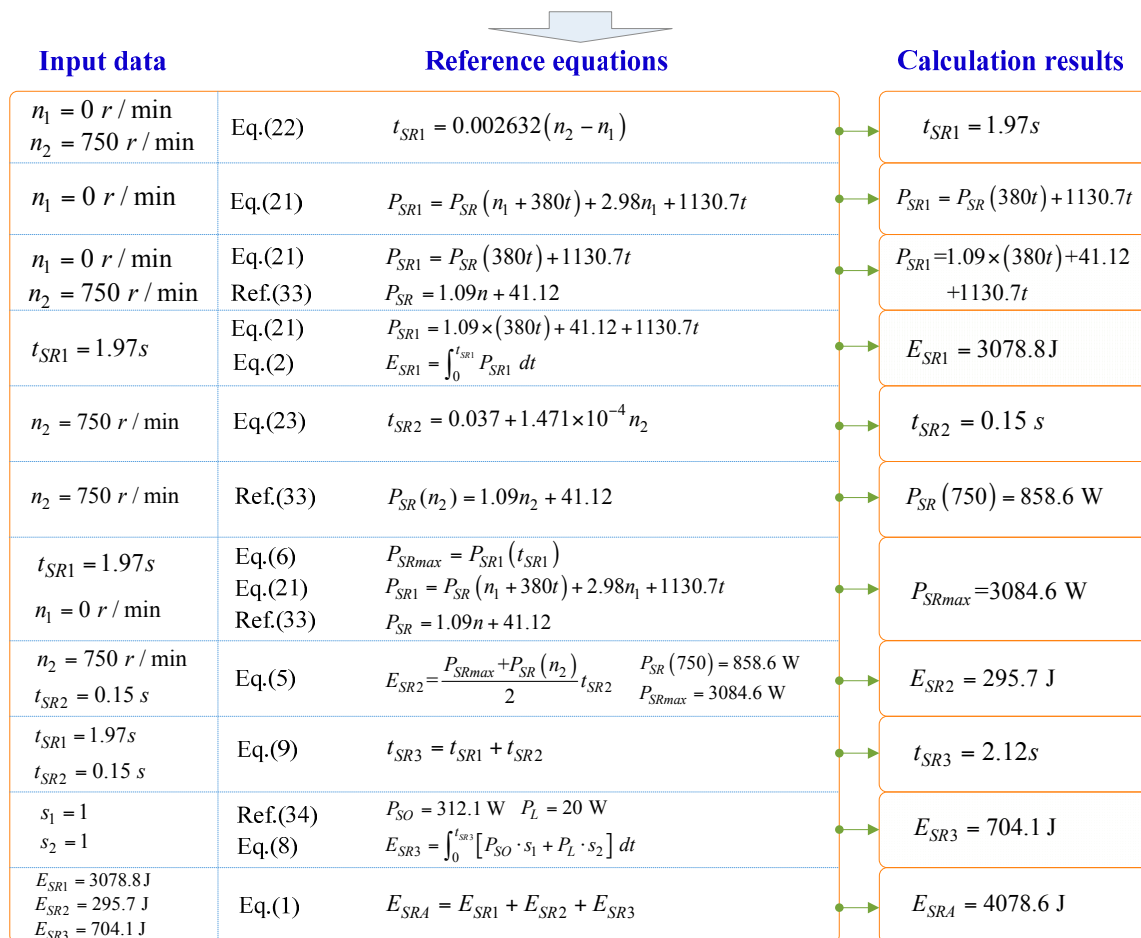 Input data Reference equations Calculation results
n₁ = 0 r / min
n₂ = 750 r / min
Eq.(22) t_SR1 = 0.002632(n₂ − n₁)
t_SR1 = 1.97s
n₁ = 0 r / min
Eq.(21) P_SR1 = P_SR(n₁ + 380t) + 2.98n₁ + 1130.7t
P_SR1 = P_SR(380t) + 1130.7t
n₁ = 0 r / min
n₂ = 750 r / min
Eq.(21) P_SR1 = P_SR(380t) + 1130.7t
Ref.(33) P_SR = 1.09n + 41.12
P_SR1=1.09×(380t)+41.12
+1130.7t
t_SR1 = 1.97s
Eq.(21) P_SR1 = 1.09×(380t) + 41.12 + 1130.7t
Eq.(2) E_SR1 = ∫₀^{t_SR1} P_SR1 dt
E_SR1 = 3078.8J
n₂ = 750 r / min
Eq.(23) t_SR2 = 0.037 + 1.471×10⁻⁴ n₂
t_SR2 = 0.15 s
n₂ = 750 r / min
Ref.(33) P_SR(n₂) = 1.09n₂ + 41.12
P_SR(750) = 858.6 W
t_SR1 = 1.97s
n₁ = 0 r / min
Eq.(6) P_SRmax = P_SR1(t_SR1)
Eq.(21) P_SR1 = P_SR(n₁ + 380t) + 2.98n₁ + 1130.7t
Ref.(33) P_SR = 1.09n + 41.12
P_SRmax=3084.6 W
n₂ = 750 r / min
t_SR2 = 0.15 s
Eq.(5) E_SR2=\frac{P_SRmax+P_SR(n₂)}{2}t_SR2
P_SR(750) = 858.6 W
P_SRmax = 3084.6 W
E_SR2 = 295.7 J
t_SR1 = 1.97s
t_SR2 = 0.15 s
Eq.(9) t_SR3 = t_SR1 + t_SR2
t_SR3 = 2.12s
s₁ = 1
s₂ = 1
Ref.(34) P_SO = 312.1 W P_L = 20 W
Eq.(8) E_SR3 = ∫₀^{t_SR3} [P_SO · s₁ + P_L · s₂] dt
E_SR3 = 704.1 J
E_SR1 = 3078.8J
E_SR2 = 295.7 J
E_SR3 = 704.1 J
Eq.(1) E_SRA = E_SR1 + E_SR2 + E_SR3
E_SRA = 4078.6 J